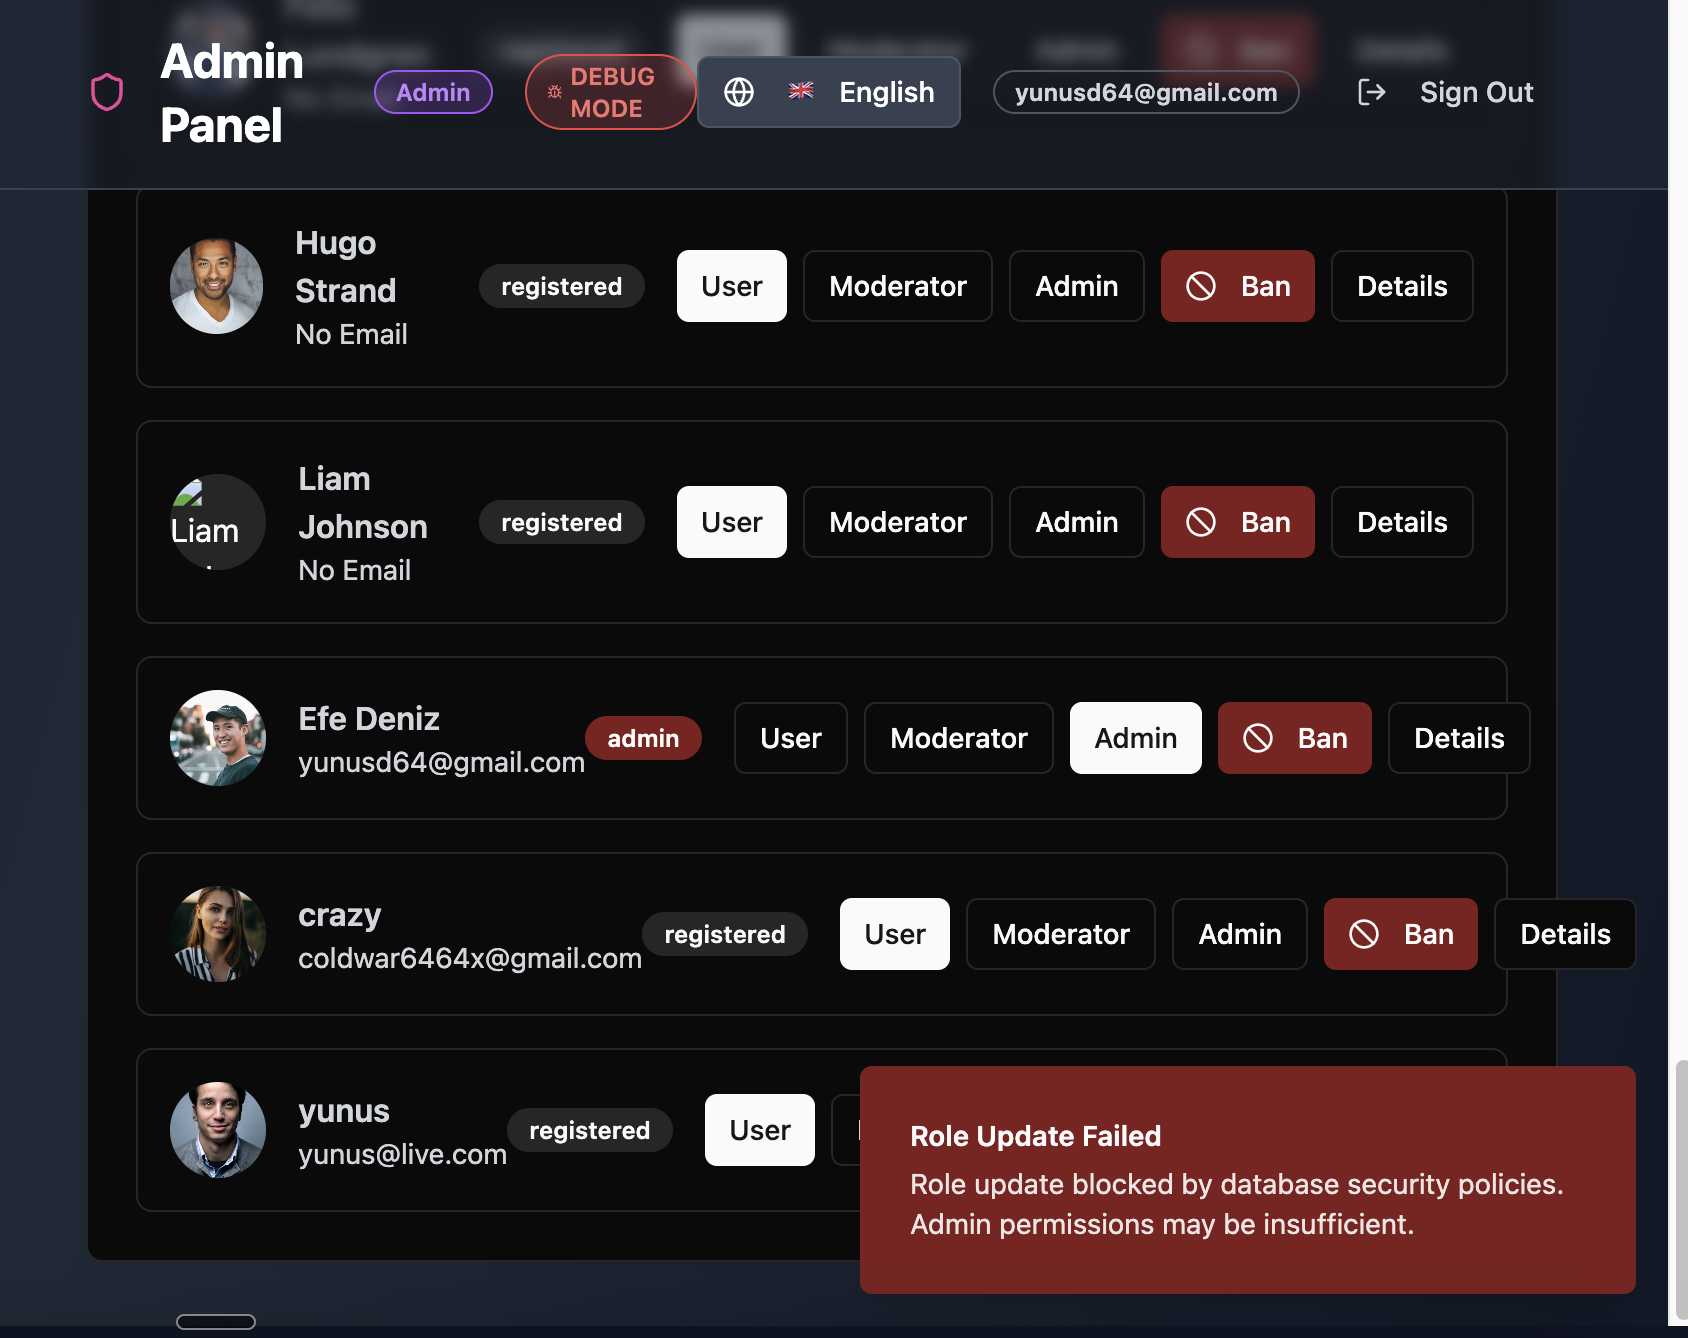 Admin
Panel
Admin
DEBUG
MODE
English
yunusd64@gmail.com
Sign Out
Hugo
Strand
No Email
registered
User
Moderator
Admin
Ban
Details
Liam
Liam
Johnson
No Email
registered
User
Moderator
Admin
Ban
Details
Efe Deniz
yunusd64@gmail.com
admin
User
Moderator
Admin
Ban
Details
crazy
coldwar6464x@gmail.com
registered
User
Moderator
Admin
Ban
Details
yunus
yunus@live.com
registered
User
Role Update Failed
Role update blocked by database security policies.
Admin permissions may be insufficient.